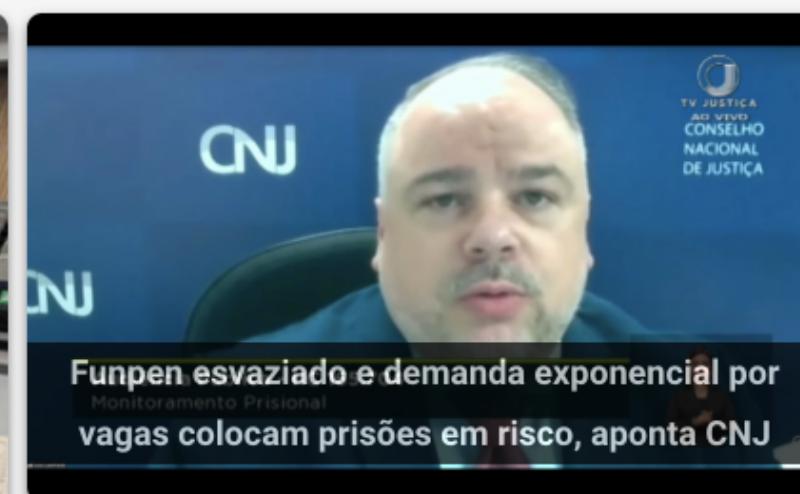 CNJ
TV JUSTIÇA
AO VIVO
CONSELHO
NACIONAL
DE JUSTIÇA
CNJ
Funpen esvaziado e demanda exponencial por
Monitoramento Prisional
vagas colocam prisões em risco, aponta CNJ